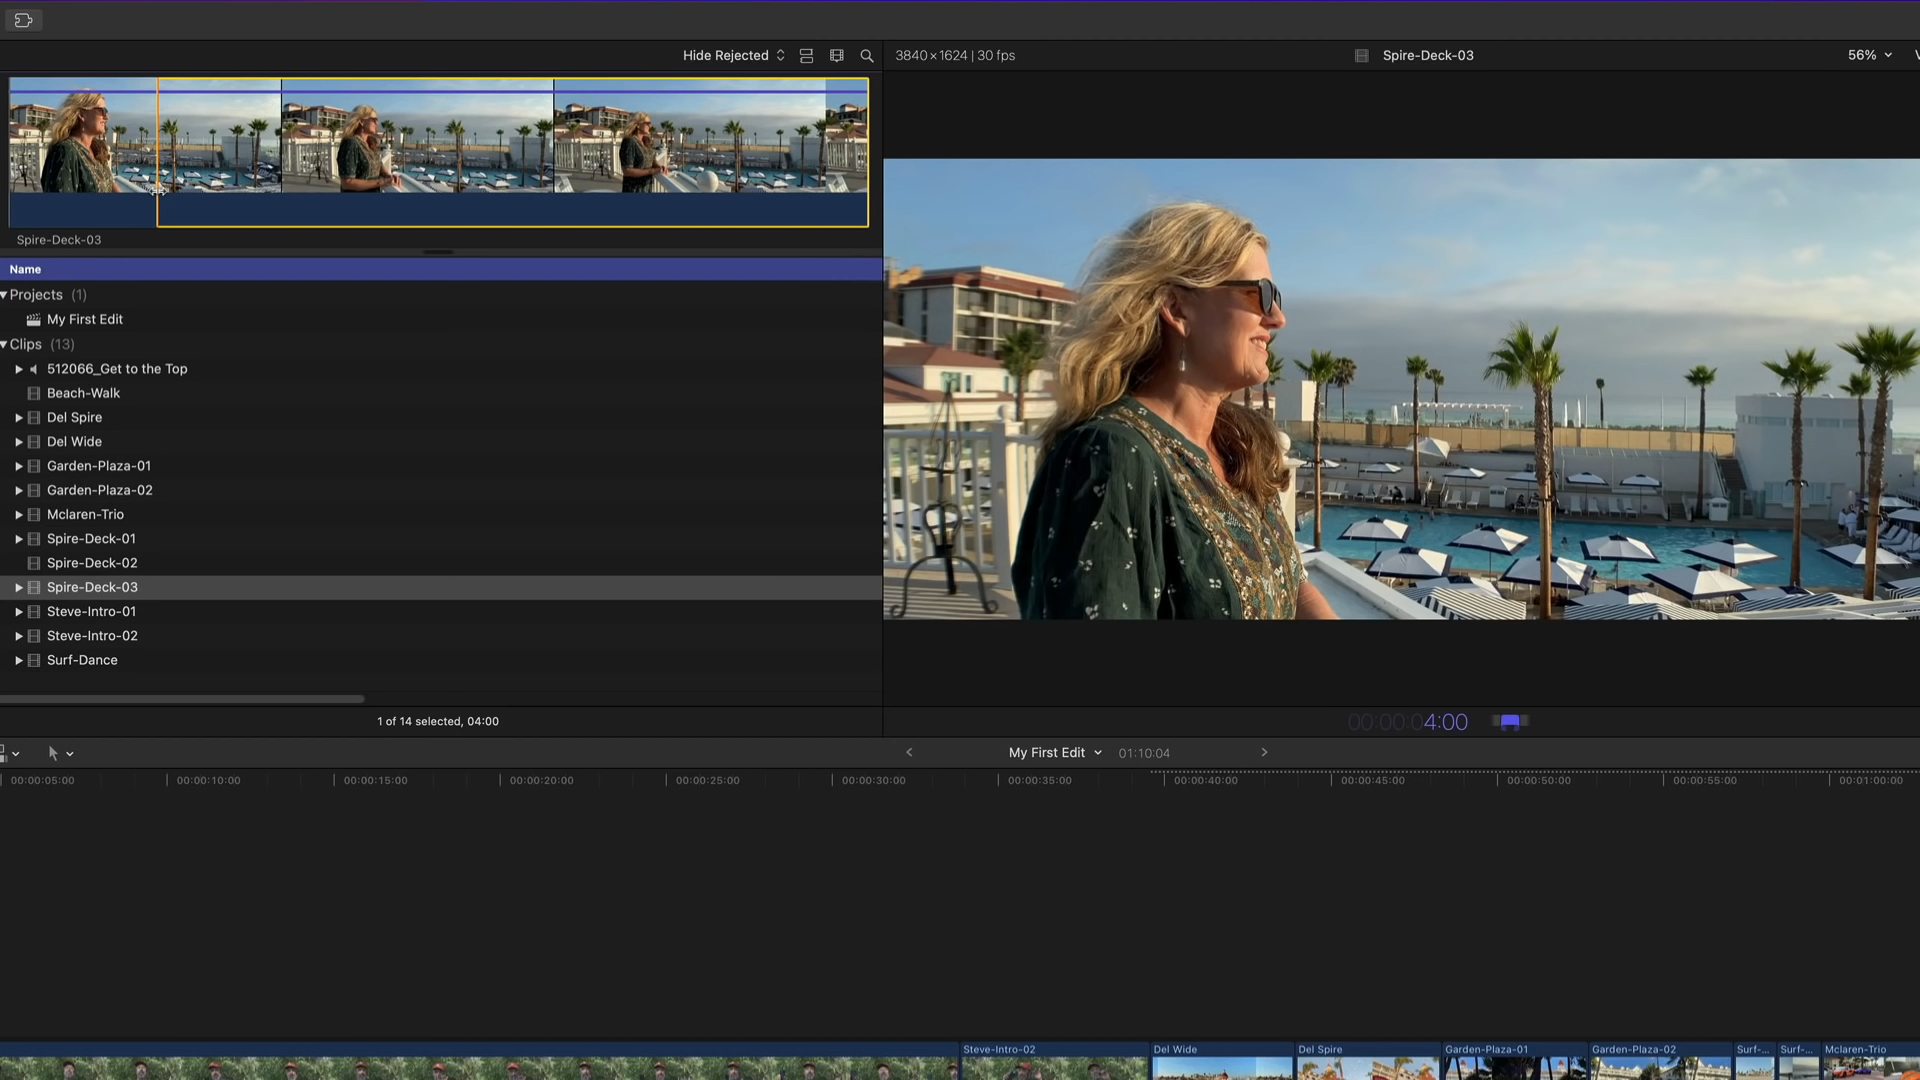 Hide Rejected
3840 × 1624 | 30 fps
Spire-Deck-03
56%
Spire-Deck-03
Name
Projects (1)
My First Edit
Clips (13)
512066_Get to the Top
Beach-Walk
Del Spire
Del Wide
Garden-Plaza-01
Garden-Plaza-02
Mclaren-Trio
Spire-Deck-01
Spire-Deck-02
Spire-Deck-03
Steve-Intro-01
Steve-Intro-02
Surf-Dance
1 of 14 selected, 04:00
00:00:04:00
My First Edit 01:10:04
00:00:05:00 00:00:10:00 00:00:15:00 00:00:20:00 00:00:25:00 00:00:30:00 00:00:35:00 00:00:40:00 00:00:45:00 00:00:50:00 00:00:55:00 00:01:00:00
Steve-Intro-02 Del Wide Del Spire Garden-Plaza-01 Garden-Plaza-02 Surf-... Surf-... Mclaren-Trio